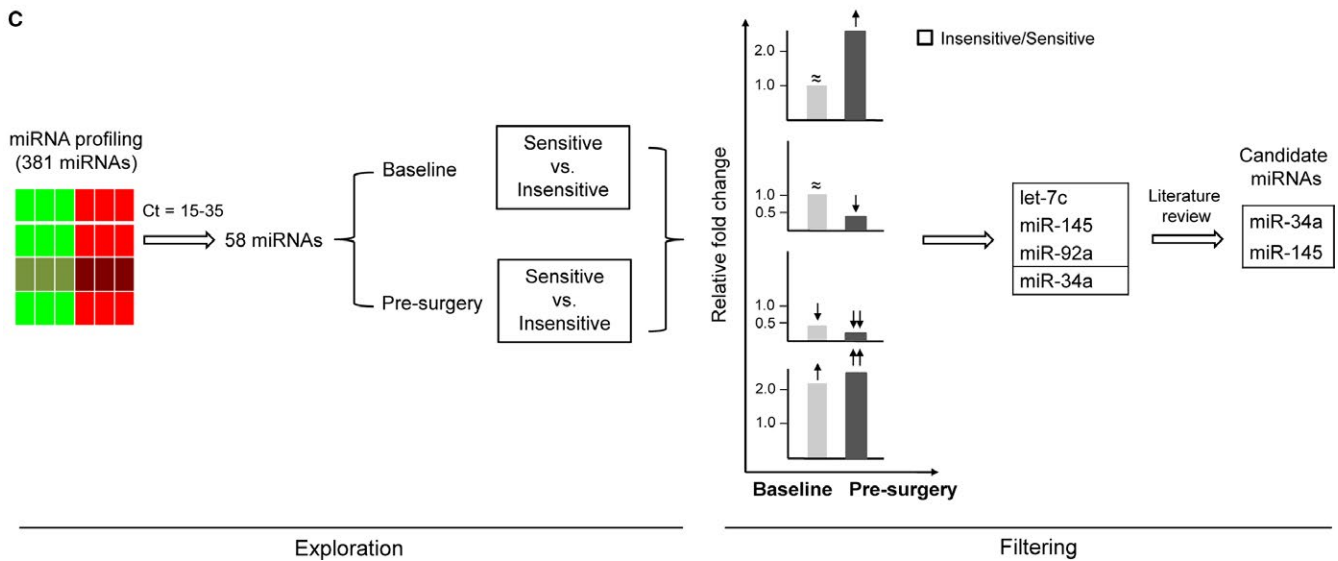 C
miRNA profiling
(381 miRNAs)
Ct = 15-35
58 miRNAs
Baseline
Pre-surgery
Sensitive
vs.
Insensitive
Sensitive
vs.
Insensitive
Relative fold change
2.0
1.0
≈
1.0
0.5
≈
1.0
0.5
2.0
1.0
Baseline
Pre-surgery
Insensitive/Sensitive
let-7c
miR-145
miR-92a
miR-34a
Literature
review
Candidate
miRNAs
miR-34a
miR-145
Exploration
Filtering